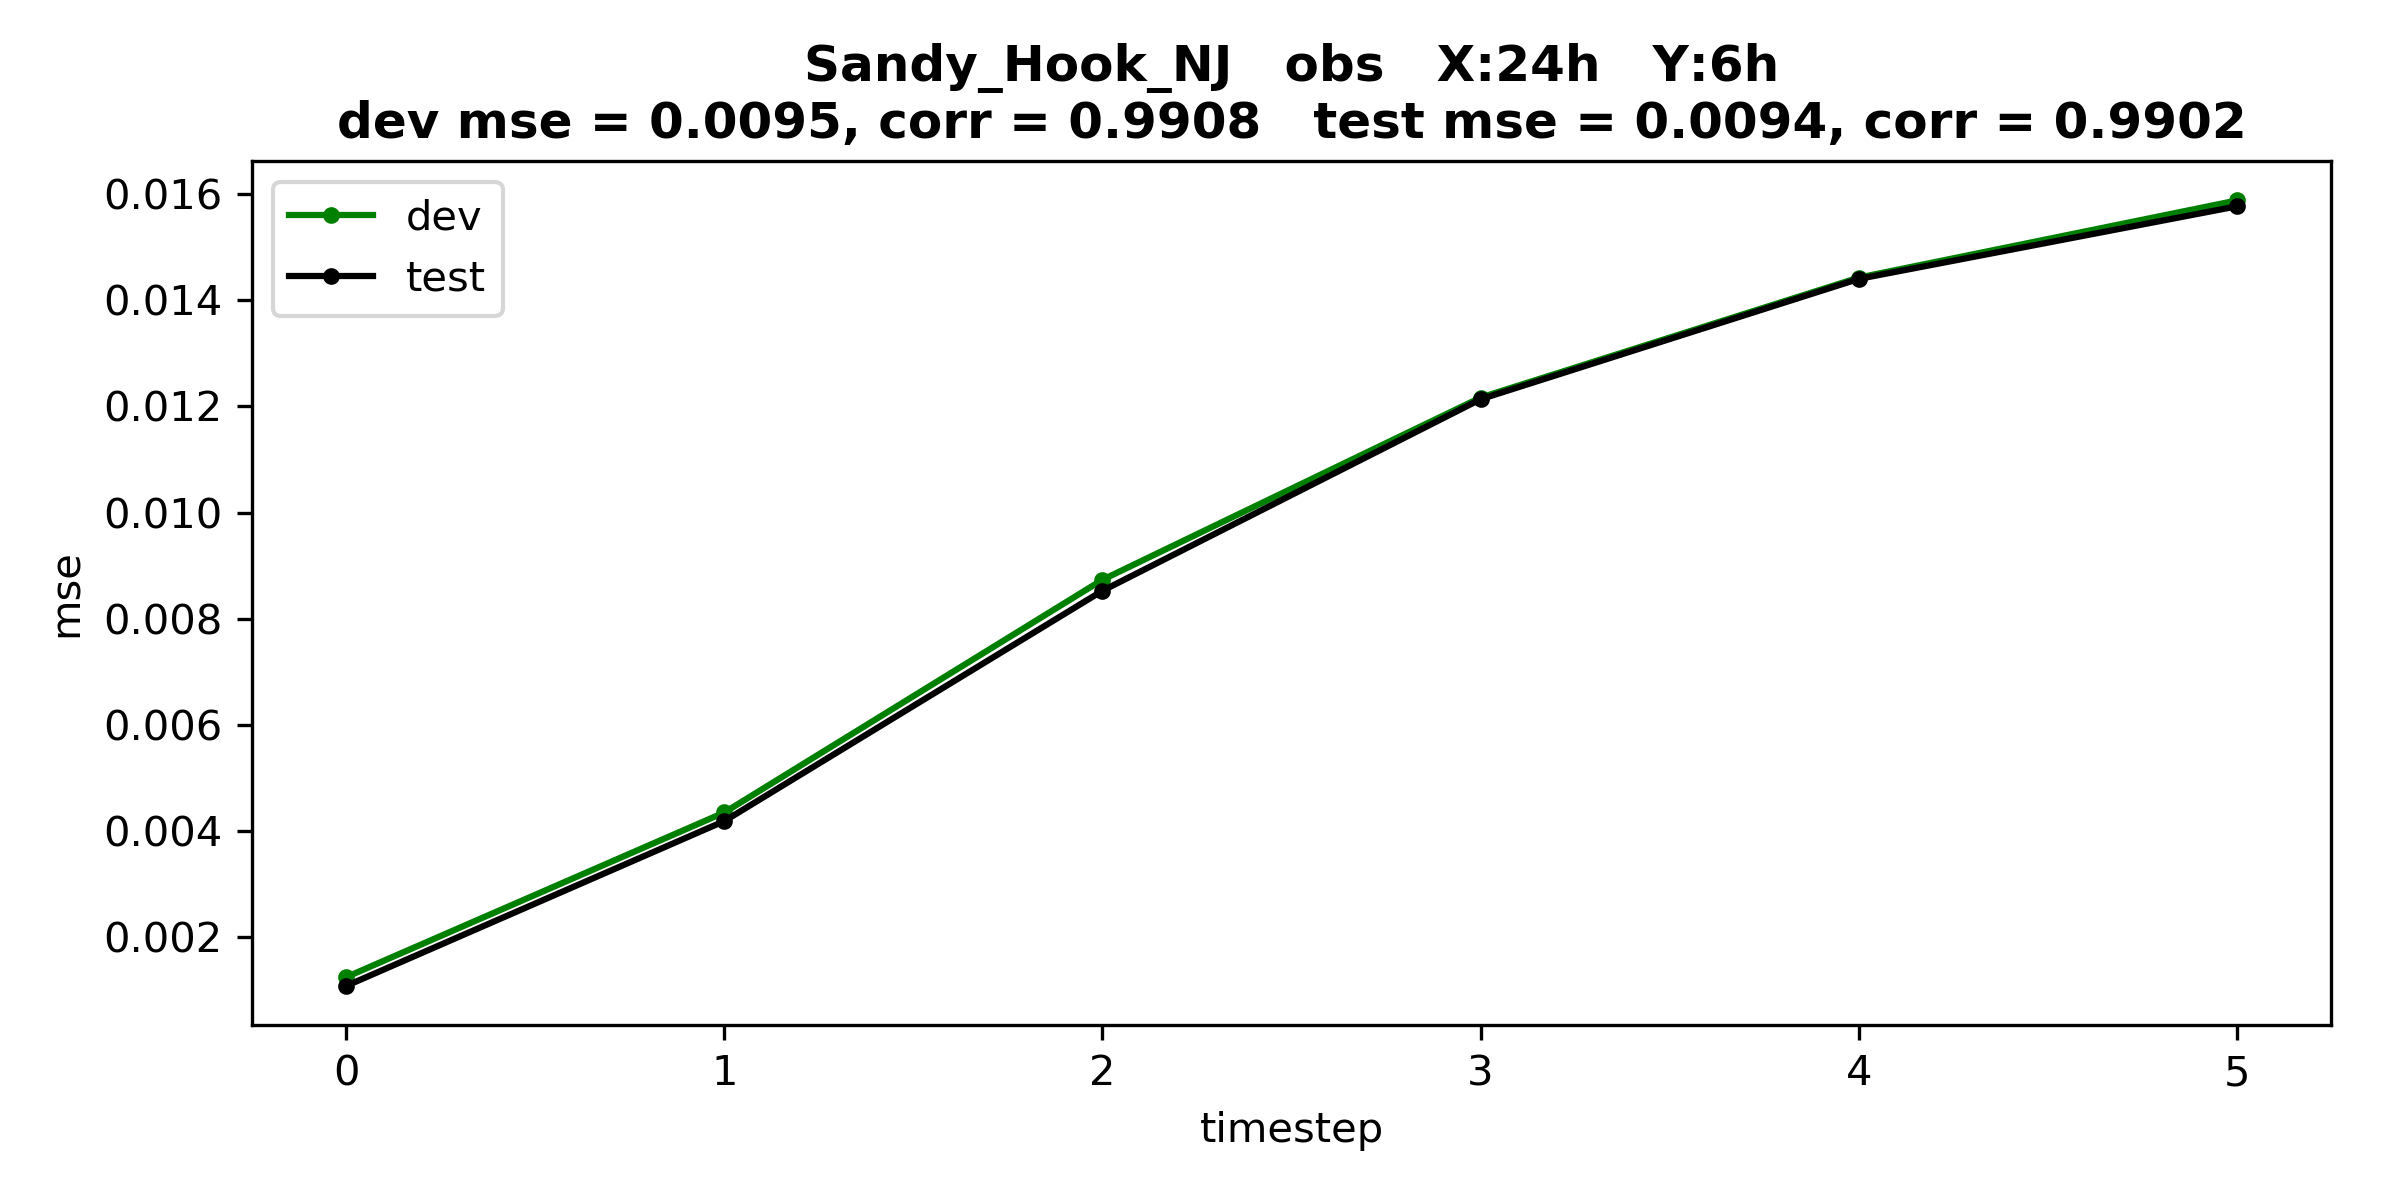 Sandy_Hook_NJ obs X:24h Y:6h
dev mse = 0.0095, corr = 0.9908 test mse = 0.0094, corr = 0.9902
dev
test
0.016
0.014
0.012
0.010
0.008
0.006
0.004
0.002
mse
0 1 2 3 4 5
timestep